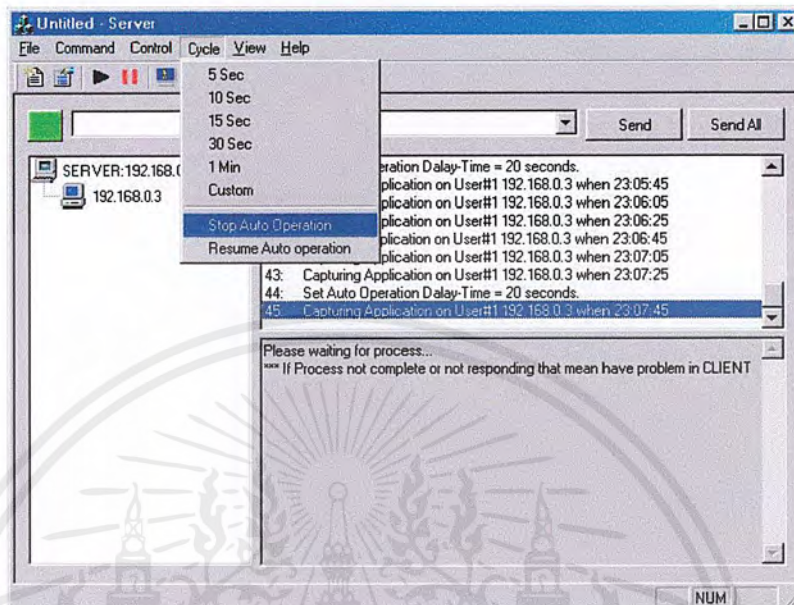 Untitled - Server
File Command Control Cycle View Help
5 Sec
10 Sec
15 Sec
30 Sec
1 Min
Custom
Stop Auto Operation
Resume Auto operation
Send Send All
SERVER:192.168.0
192.168.0.3
eration Dalay-Time = 20 seconds.
plication on User#1 192.168.0.3 when 23:05:45
plication on User#1 192.168.0.3 when 23:06:05
plication on User#1 192.168.0.3 when 23:06:25
plication on User#1 192.168.0.3 when 23:06:45
plication on User#1 192.168.0.3 when 23:07:05
43: Capturing Application on User#1 192.168.0.3 when 23:07:25
44: Set Auto Operation Dalay-Time = 20 seconds.
45: Capturing Application on User#1 192.168.0.3 when 23:07:45
Please waiting for process...
*** If Process not complete or not responding that mean have problem in CLIENT
NUM